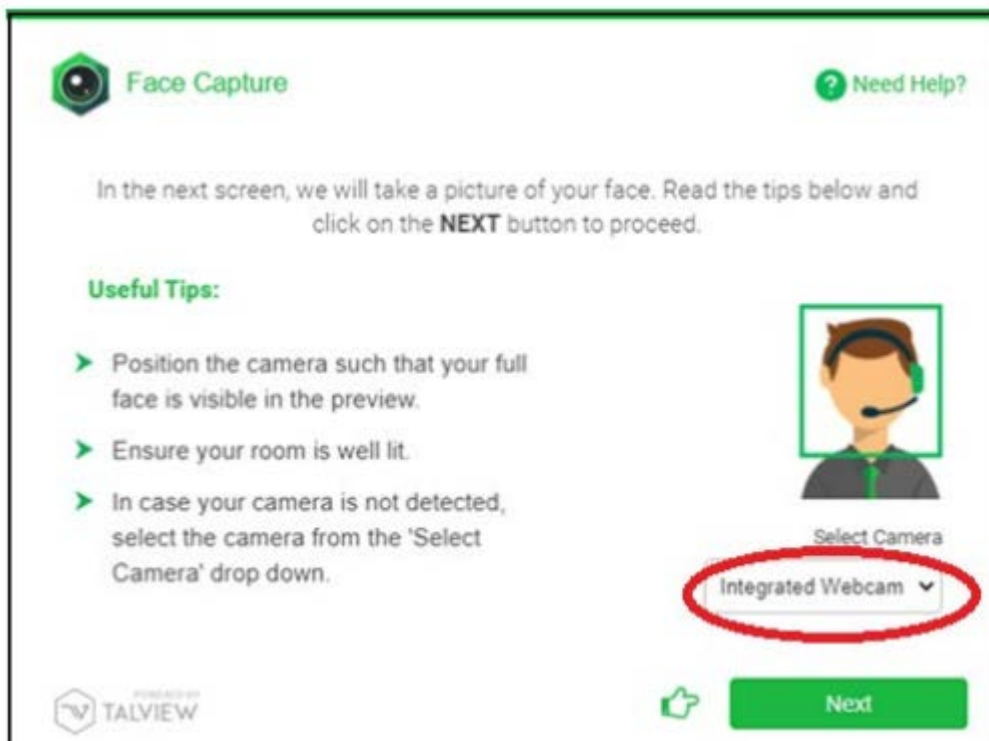 Face Capture
Need Help?
In the next screen, we will take a picture of your face. Read the tips below and
click on the NEXT button to proceed.
Useful Tips:
Position the camera such that your full
face is visible in the preview.
Ensure your room is well lit.
In case your camera is not detected,
select the camera from the 'Select
Camera' drop down.
Select Camera
Integrated Webcam
POWERED BY
TALVIEW
Next